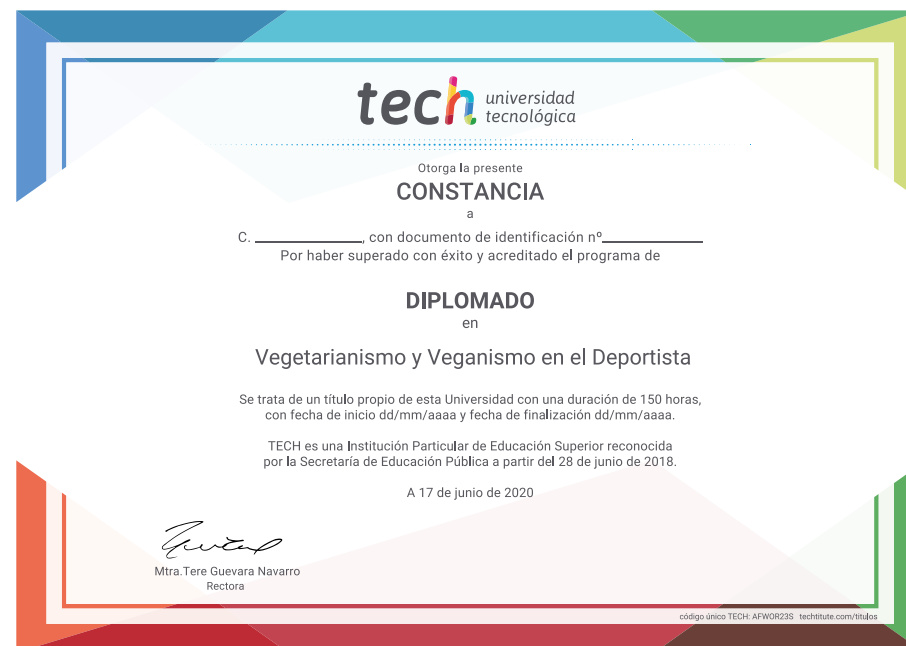 tech universidad
tecnológica
Otorga la presente
CONSTANCIA
a
C. ____________, con documento de identificación nº____________
Por haber superado con éxito y acreditado el programa de
DIPLOMADO
en
Vegetarianismo y Veganismo en el Deportista
Se trata de un título propio de esta Universidad con una duración de 150 horas,
con fecha de inicio dd/mm/aaaa y fecha de finalización dd/mm/aaaa.
TECH es una Institución Particular de Educación Superior reconocida
por la Secretaría de Educación Pública a partir del 28 de junio de 2018.
A 17 de junio de 2020
Mtra.Tere Guevara Navarro
Rectora
código único TECH: AFWOR23S techtitute.com/titulos